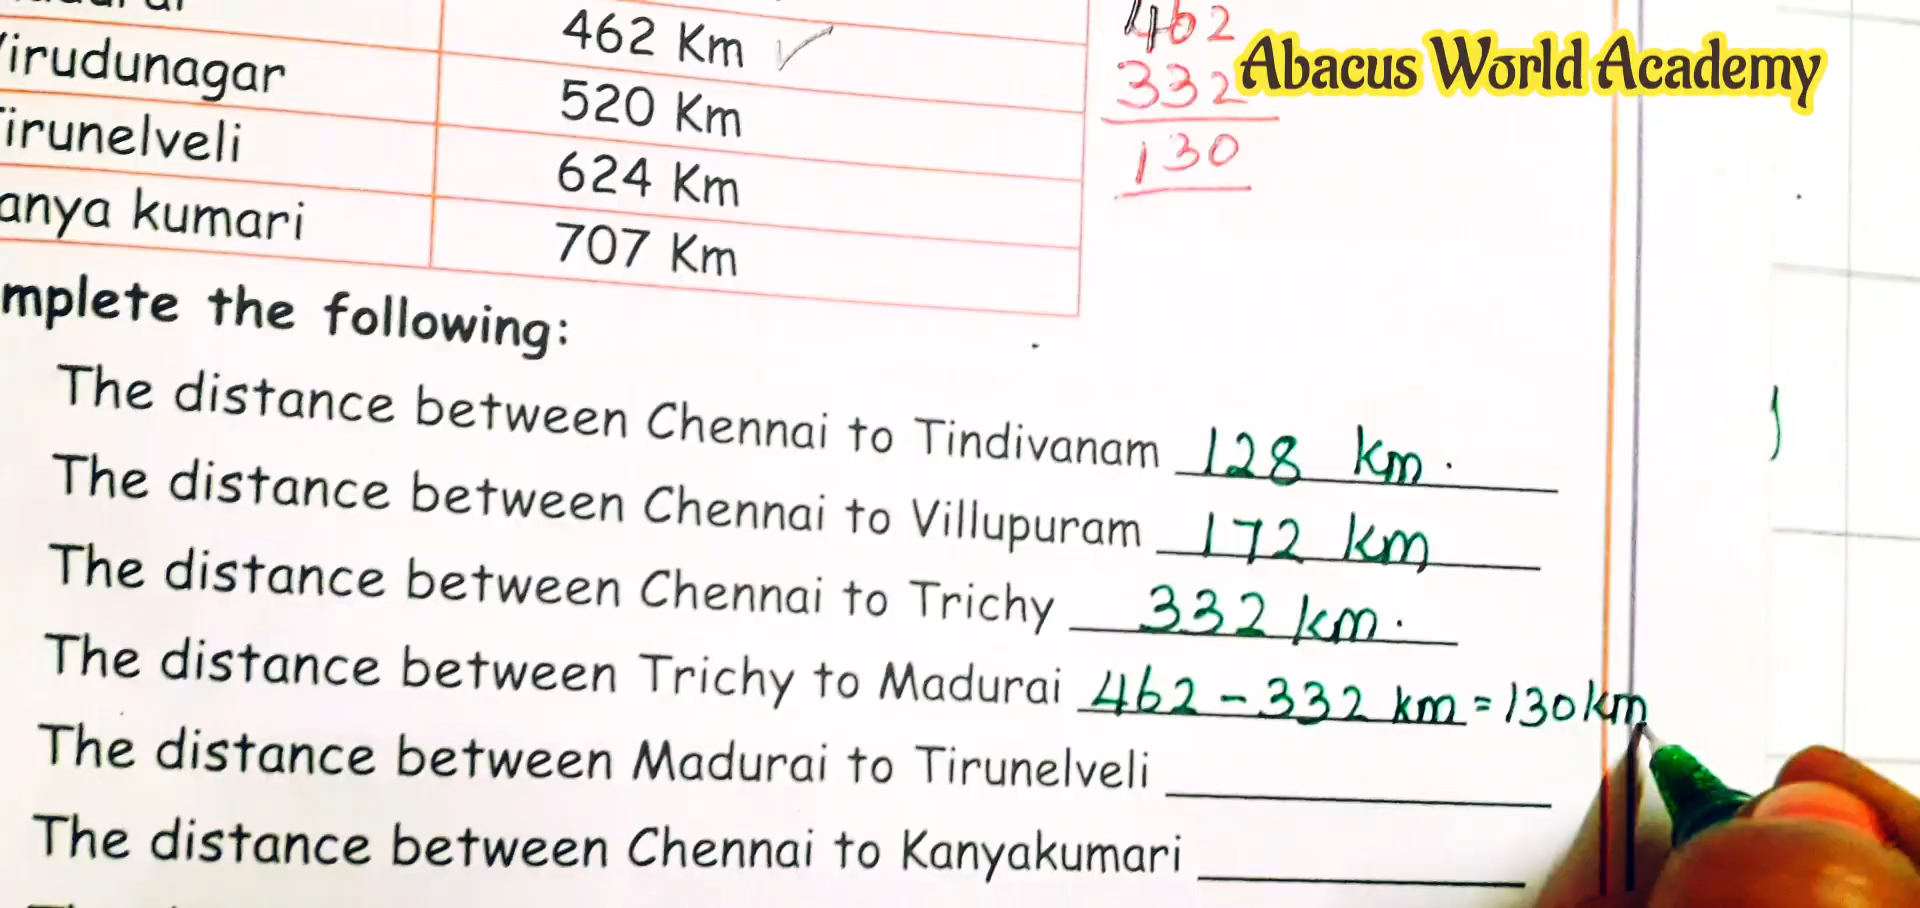 462 Km ✓
irudunagar 520 Km
irunelveli 624 Km
anya kumari 707 Km
462
332
130
Abacus World Academy
mplete the following:
The distance between Chennai to Tindivanam 128 km.
The distance between Chennai to Villupuram 172 km
The distance between Chennai to Trichy 332 km.
The distance between Trichy to Madurai 462 - 332 km = 130 km
The distance between Madurai to Tirunelveli ______
The distance between Chennai to Kanyakumari ______